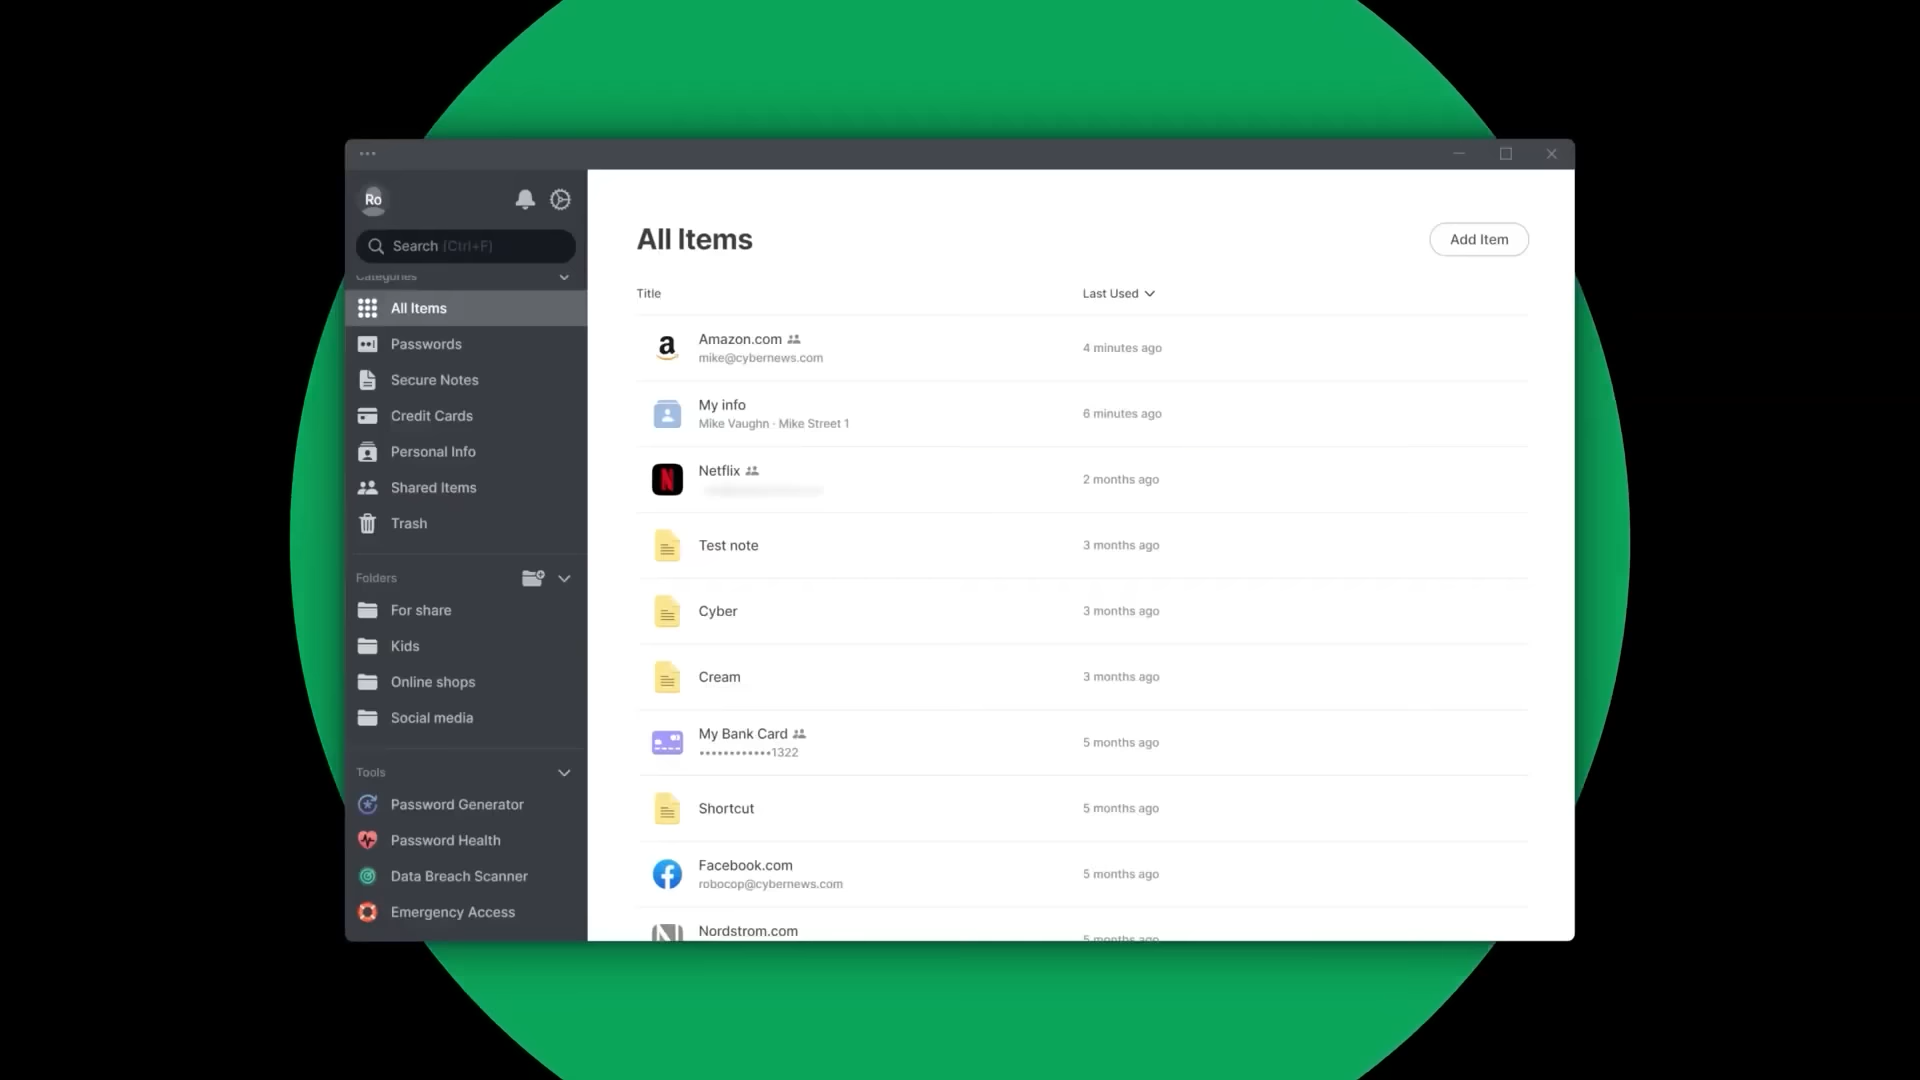 Ro
Search (Ctrl+F)
Categories
All Items
Passwords
Secure Notes
Credit Cards
Personal Info
Shared Items
Trash
Folders
For share
Kids
Online shops
Social media
Tools
Password Generator
Password Health
Data Breach Scanner
Emergency Access
All Items
Add Item
Title
Last Used
Amazon.com
mike@cybernews.com
4 minutes ago
My info
Mike Vaughn · Mike Street 1
6 minutes ago
Netflix
2 months ago
Test note
3 months ago
Cyber
3 months ago
Cream
3 months ago
My Bank Card
••••••••••••1322
5 months ago
Shortcut
5 months ago
Facebook.com
robocop@cybernews.com
5 months ago
Nordstrom.com
5 months ago